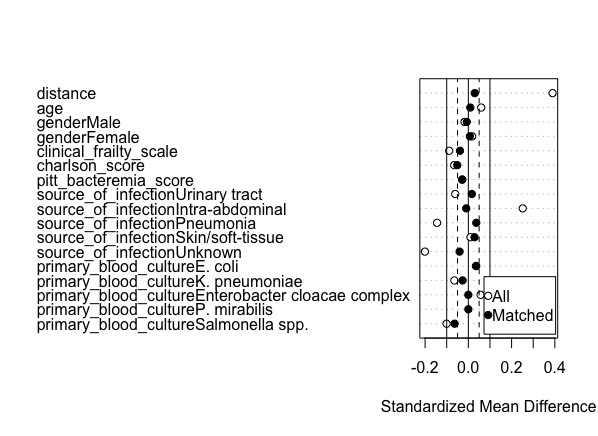 distance
age
genderMale
genderFemale
clinical_frailty_scale
charlson_score
pitt_bacteremia_score
source_of_infectionUrinary tract
source_of_infectionIntra-abdominal
source_of_infectionPneumonia
source_of_infectionSkin/soft-tissue
source_of_infectionUnknown
primary_blood_cultureE. coli
primary_blood_cultureK. pneumoniae
primary_blood_cultureEnterobacter cloacae complex
primary_blood_cultureP. mirabilis
primary_blood_cultureSalmonella spp.
All
Matched
-0.2 0.0 0.2 0.4
Standardized Mean Difference